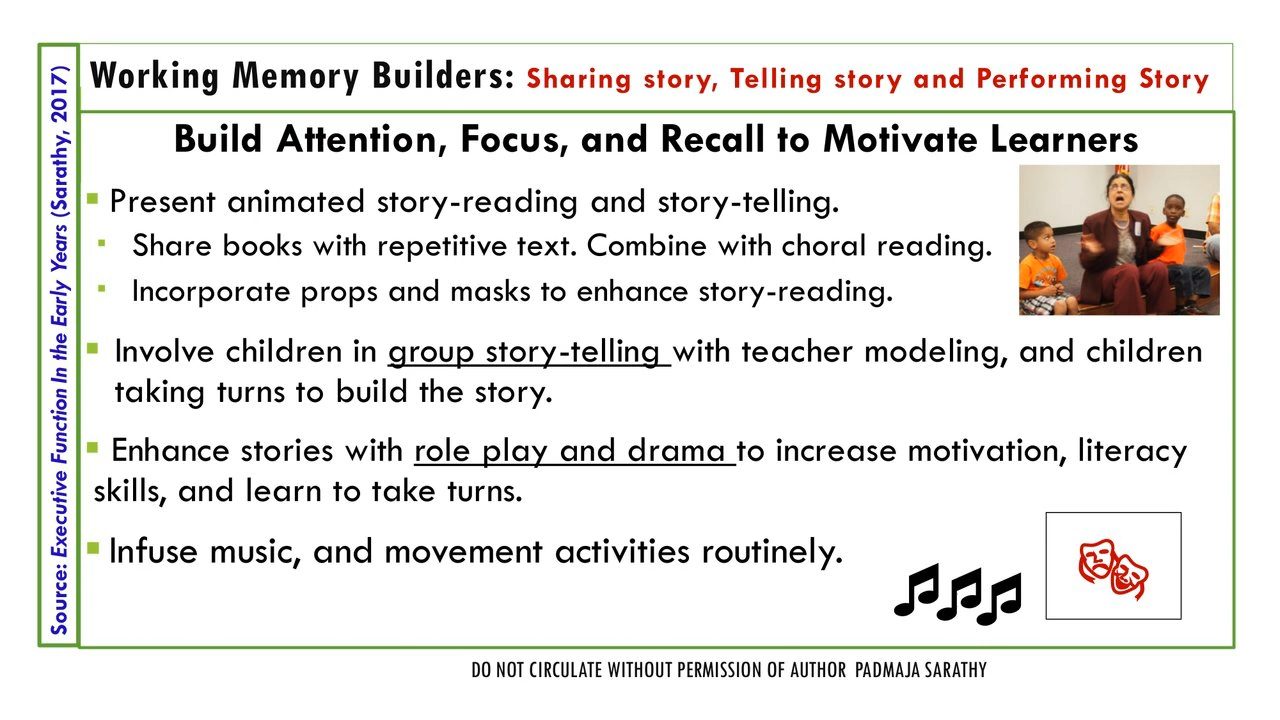 Working Memory Builders: Sharing story, Telling story and Performing Story
Source: Executive Function In the Early Years (Sarathy, 2017)
Build Attention, Focus, and Recall to Motivate Learners
▪ Present animated story-reading and story-telling.
▪ Share books with repetitive text. Combine with choral reading.
▪ Incorporate props and masks to enhance story-reading.
▪ Involve children in group story-telling with teacher modeling, and children
taking turns to build the story.
▪ Enhance stories with role play and drama to increase motivation, literacy
skills, and learn to take turns.
▪ Infuse music, and movement activities routinely.
DO NOT CIRCULATE WITHOUT PERMISSION OF AUTHOR PADMAJA SARATHY